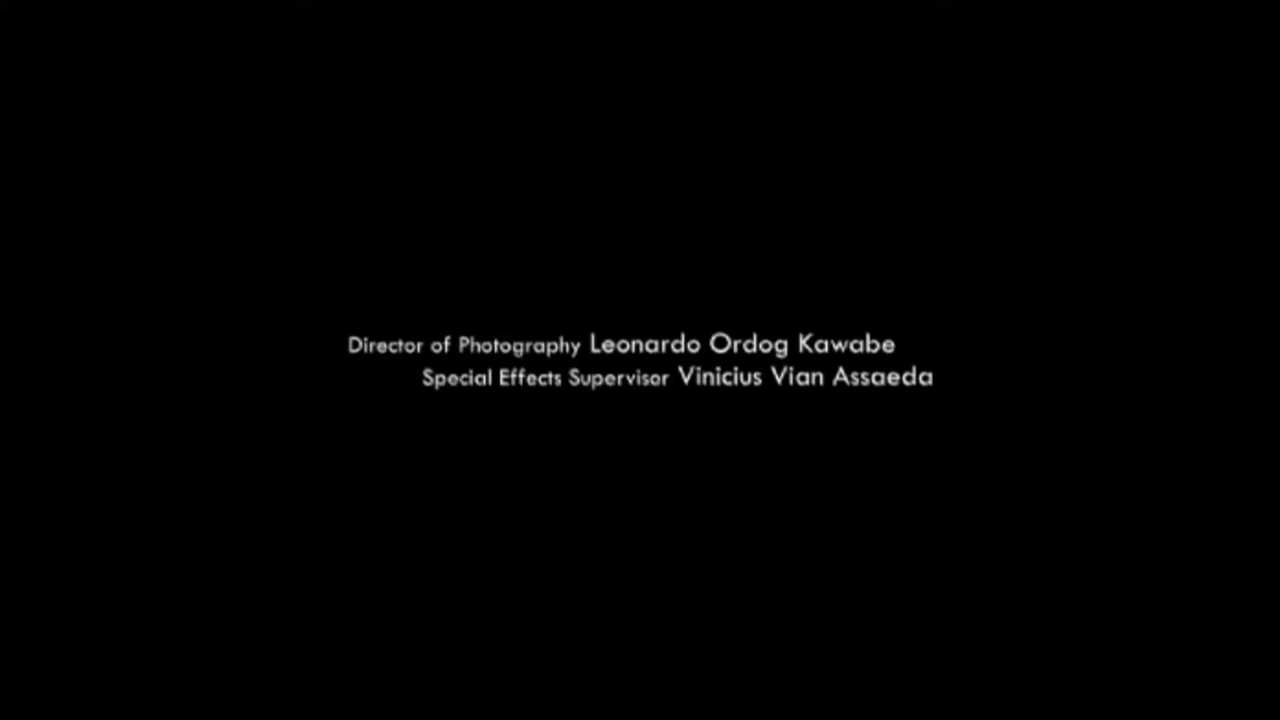 Director of Photography Leonardo Ordog Kawabe
Special Effects Supervisor Vinicius Vian Assaeda